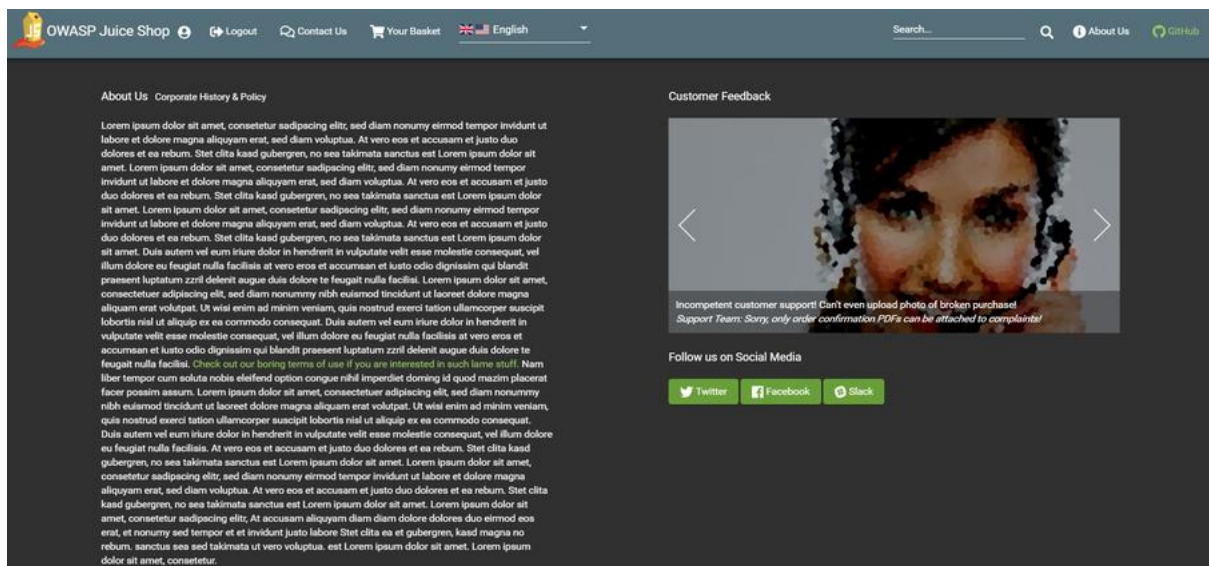 OWASP Juice Shop Logout Contact Us Your Basket English Search... About Us GitHub
About Us Corporate History & Policy
Lorem ipsum dolor sit amet, consetetur sadipscing elitr, sed diam nonumy eirmod tempor invidunt ut
labore et dolore magna aliquyam erat, sed diam voluptua. At vero eos et accusam et justo duo
dolores et ea rebum. Stet clita kasd gubergren, no sea takimata sanctus est Lorem ipsum dolor sit
amet. Lorem ipsum dolor sit amet, consetetur sadipscing elitr, sed diam nonumy eirmod tempor
invidunt ut labore et dolore magna aliquyam erat, sed diam voluptua. At vero eos et accusam et justo
duo dolores et ea rebum. Stet clita kasd gubergren, no sea takimata sanctus est Lorem ipsum dolor
sit amet. Lorem ipsum dolor sit amet, consetetur sadipscing elitr, sed diam nonumy eirmod tempor
invidunt ut labore et dolore magna aliquyam erat, sed diam voluptua. At vero eos et accusam et justo
duo dolores et ea rebum. Stet clita kasd gubergren, no sea takimata sanctus est Lorem ipsum dolor
sit amet. Duis autem vel eum iriure dolor in hendrerit in vulputate velit esse molestie consequat, vel
illum dolore eu feugiat nulla facilisis at vero eros et accumsan et iusto odio dignissim qui blandit
praesent luptatum zzril delenit augue duis dolore te feugait nulla facilisi. Lorem ipsum dolor sit amet,
consectetuer adipiscing elit, sed diam nonummy nibh euismod tincidunt ut laoreet dolore magna
aliquam erat volutpat. Ut wisi enim ad minim veniam, quis nostrud exerci tation ullamcorper suscipit
lobortis nisl ut aliquip ex ea commodo consequat. Duis autem vel eum iriure dolor in hendrerit in
vulputate velit esse molestie consequat, vel illum dolore eu feugiat nulla facilisis at vero eros et
accumsan et iusto odio dignissim qui blandit praesent luptatum zzril delenit augue duis dolore te
feugait nulla facilisi. Check out our boring terms of use if you are interested in such lame stuff. Nam
liber tempor cum soluta nobis eleifend option congue nihil imperdiet doming id quod mazim placerat
facer possim assum. Lorem ipsum dolor sit amet, consectetuer adipiscing elit, sed diam nonummy
nibh euismod tincidunt ut laoreet dolore magna aliquam erat volutpat. Ut wisi enim ad minim veniam,
quis nostrud exerci tation ullamcorper suscipit lobortis nisl ut aliquip ex ea commodo consequat.
Duis autem vel eum iriure dolor in hendrerit in vulputate velit esse molestie consequat, vel illum dolore
eu feugiat nulla facilisis. At vero eos et accusam et justo duo dolores et ea rebum. Stet clita kasd
gubergren, no sea takimata sanctus est Lorem ipsum dolor sit amet. Lorem ipsum dolor sit amet,
consetetur sadipscing elitr, sed diam nonumy eirmod tempor invidunt ut labore et dolore magna
aliquyam erat, sed diam voluptua. At vero eos et accusam et justo duo dolores et ea rebum. Stet clita
kasd gubergren, no sea takimata sanctus est Lorem ipsum dolor sit amet. Lorem ipsum dolor sit
amet, consetetur sadipscing elitr, At accusam aliquyam diam diam dolore dolores duo eirmod eos
erat, et nonumy sed tempor et et invidunt justo labore Stet clita ea et gubergren, kasd magna no
rebum. sanctus sea sed takimata ut vero voluptua. est Lorem ipsum dolor sit amet. Lorem ipsum
dolor sit amet, consetetur.
Customer Feedback
Incompetent customer support! Can't even upload photo of broken purchase!
Support Team: Sorry, only order confirmation PDFs can be attached to complaints!
Follow us on Social Media
Twitter Facebook Slack